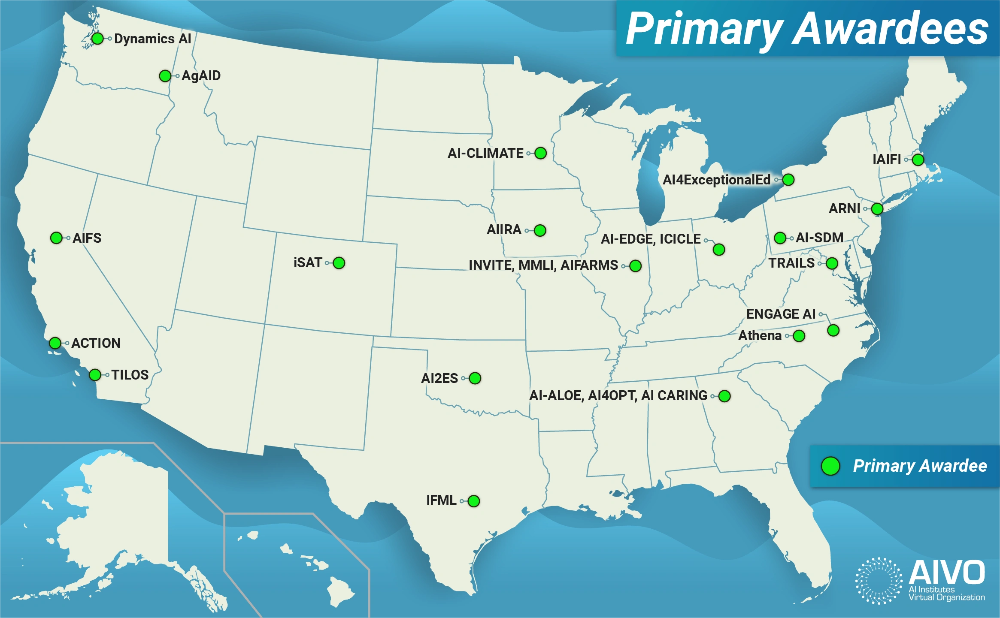 Primary Awardees
Dynamics AI
AgAID
AI-CLIMATE
IAIFI
AI4ExceptionalEd
ARNI
AIIRA
AIFS
AI-EDGE, ICICLE
AI-SDM
iSAT
INVITE, MMLI, AIFARMS
TRAILS
ENGAGE AI
Athena
ACTION
TILOS
AI2ES
AI-ALOE, AI4OPT, AI CARING
Primary Awardee
IFML
AIVO
AI Institutes
Virtual Organization